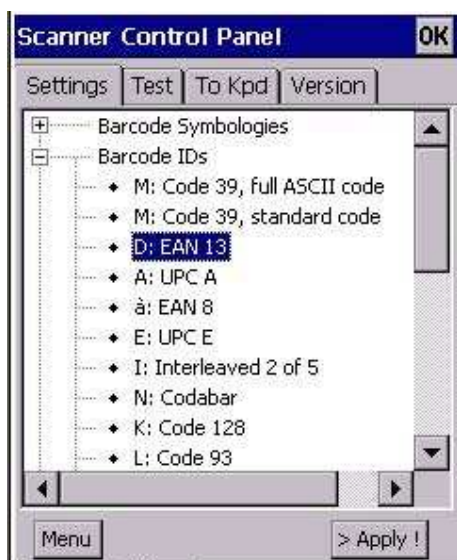 Scanner Control Panel OK
Settings Test To Kpd Version
Barcode Symbologies
Barcode IDs
M: Code 39, full ASCII code
M: Code 39, standard code
D: EAN 13
A: UPC A
à: EAN 8
E: UPC E
I: Interleaved 2 of 5
N: Codabar
K: Code 128
L: Code 93
Menu > Apply !